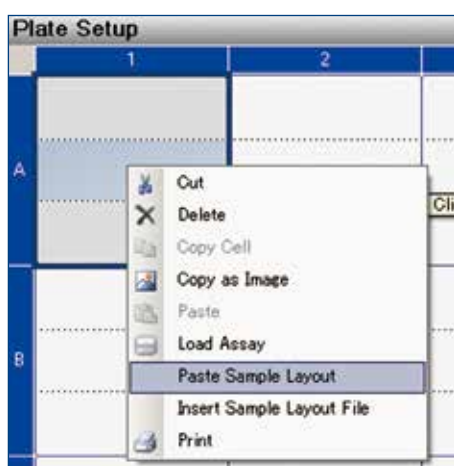 Plate Setup
1 2
A
Cut
Cli
Delete
Copy Cell
Copy as Image
Paste
Load Assay
B
Paste Sample Layout
Insert Sample Layout File
Print